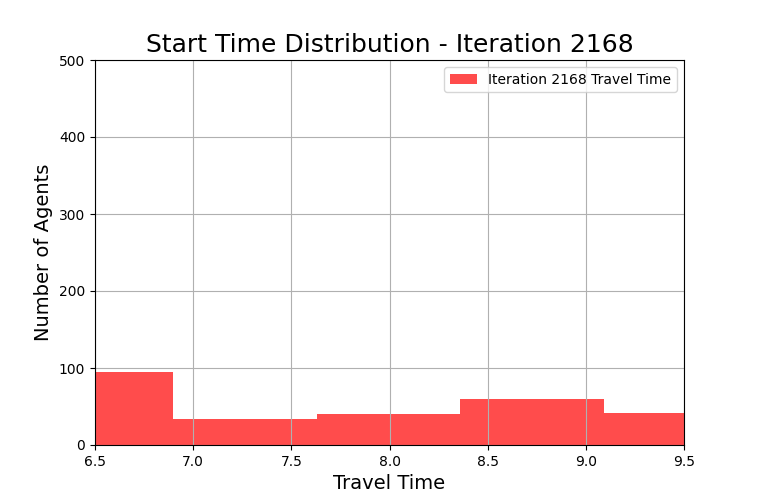 Start Time Distribution - Iteration 2168
Iteration 2168 Travel Time
Number of Agents
500
400
300
200
100
0
6.5 7.0 7.5 8.0 8.5 9.0 9.5
Travel Time